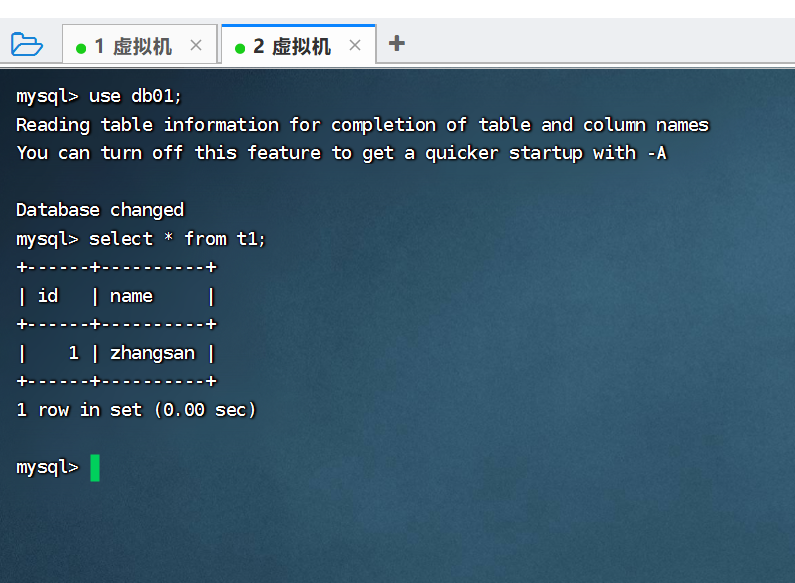 1 虚拟机
2 虚拟机
mysql> use db01;
Reading table information for completion of table and column names
You can turn off this feature to get a quicker startup with -A
Database changed
mysql> select * from t1;
+------+----------+
| id   | name     |
+------+----------+
|    1 | zhangsan |
+------+----------+
1 row in set (0.00 sec)
mysql>